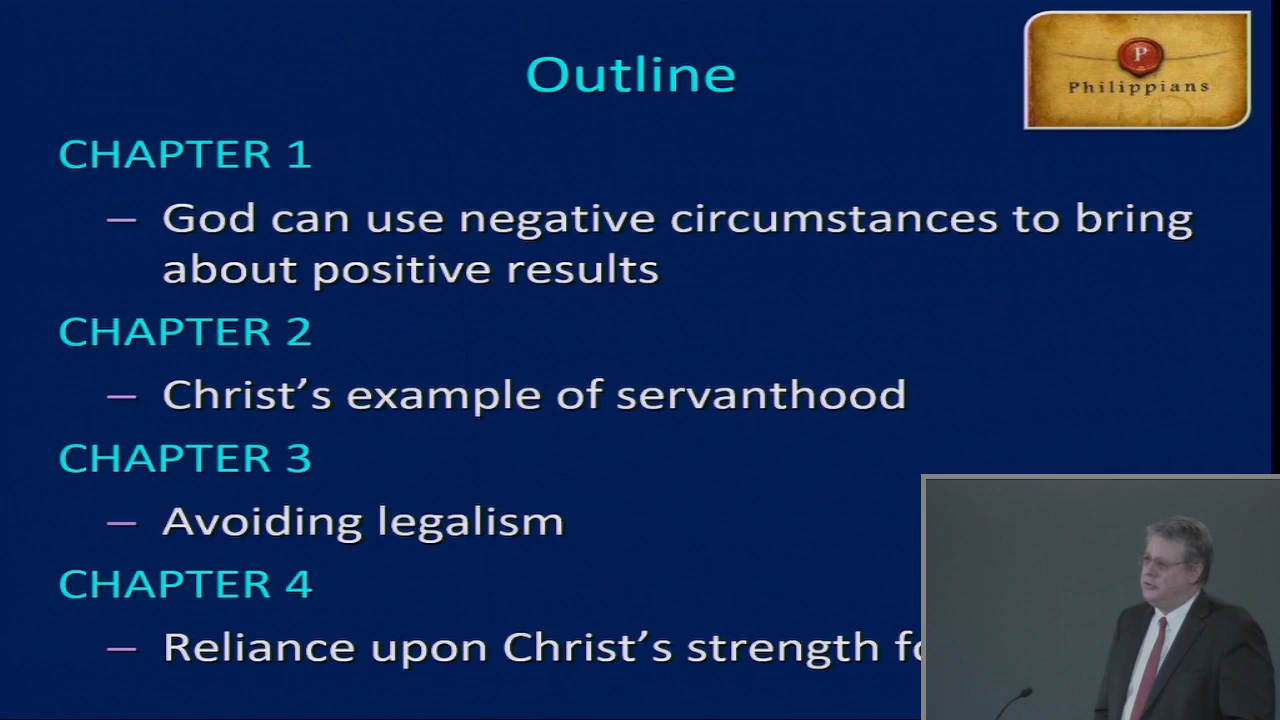 Outline
P
Philippians
CHAPTER 1
– God can use negative circumstances to bring
about positive results
CHAPTER 2
– Christ’s example of servanthood
CHAPTER 3
– Avoiding legalism
CHAPTER 4
– Reliance upon Christ’s strength